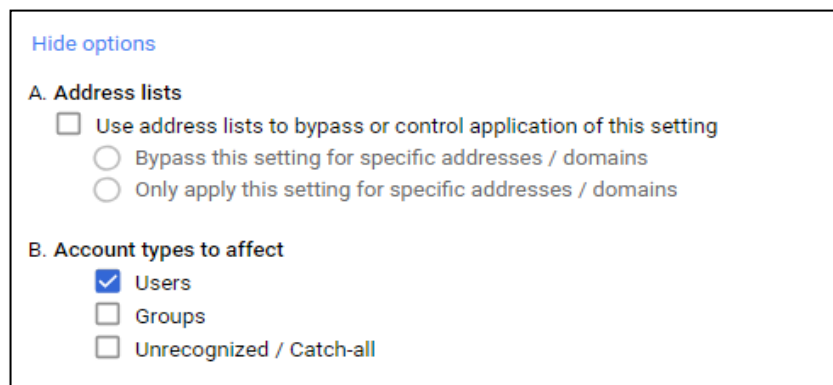 Hide options
A. Address lists
Use address lists to bypass or control application of this setting
Bypass this setting for specific addresses / domains
Only apply this setting for specific addresses / domains
B. Account types to affect
Users
Groups
Unrecognized / Catch-all